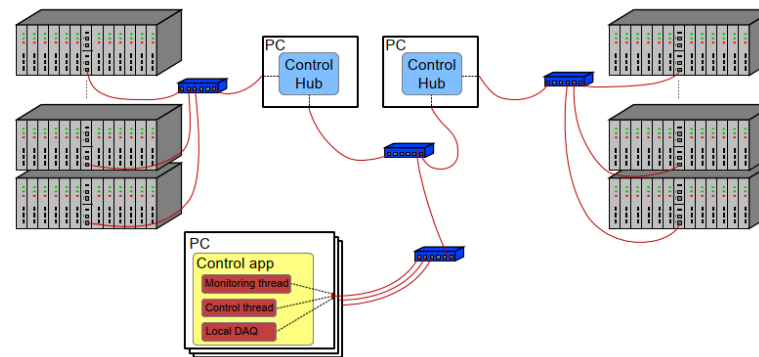 PC
Control
Hub
PC
Control
Hub
PC
Control app
Monitoring thread
Control thread
Local DAQ